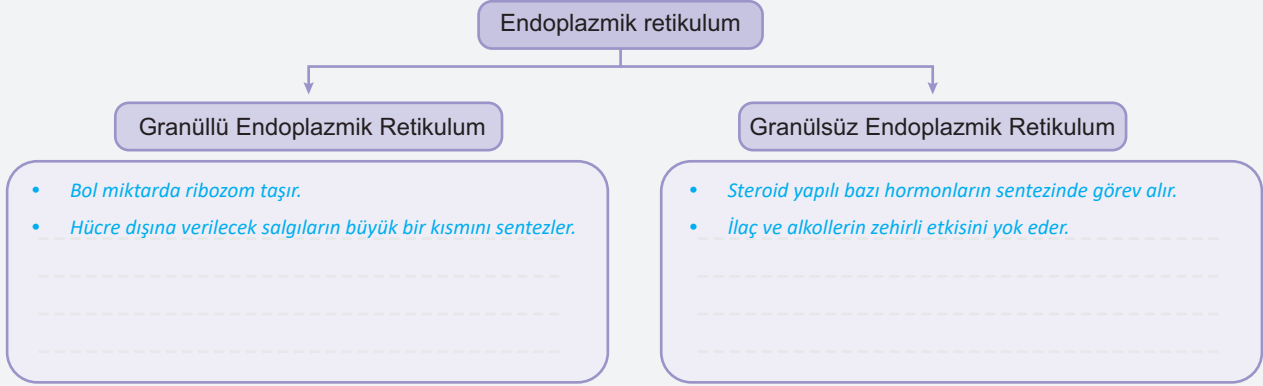 Endoplazmik retikulum
Granüllü Endoplazmik Retikulum
• Bol miktarda ribozom taşır.
• Hücre dışına verilecek salgıların büyük bir kısmını sentezler.
Granülsüz Endoplazmik Retikulum
• Steroid yapılı bazı hormonların sentezinde görev alır.
• İlaç ve alkollerin zehirli etkisini yok eder.